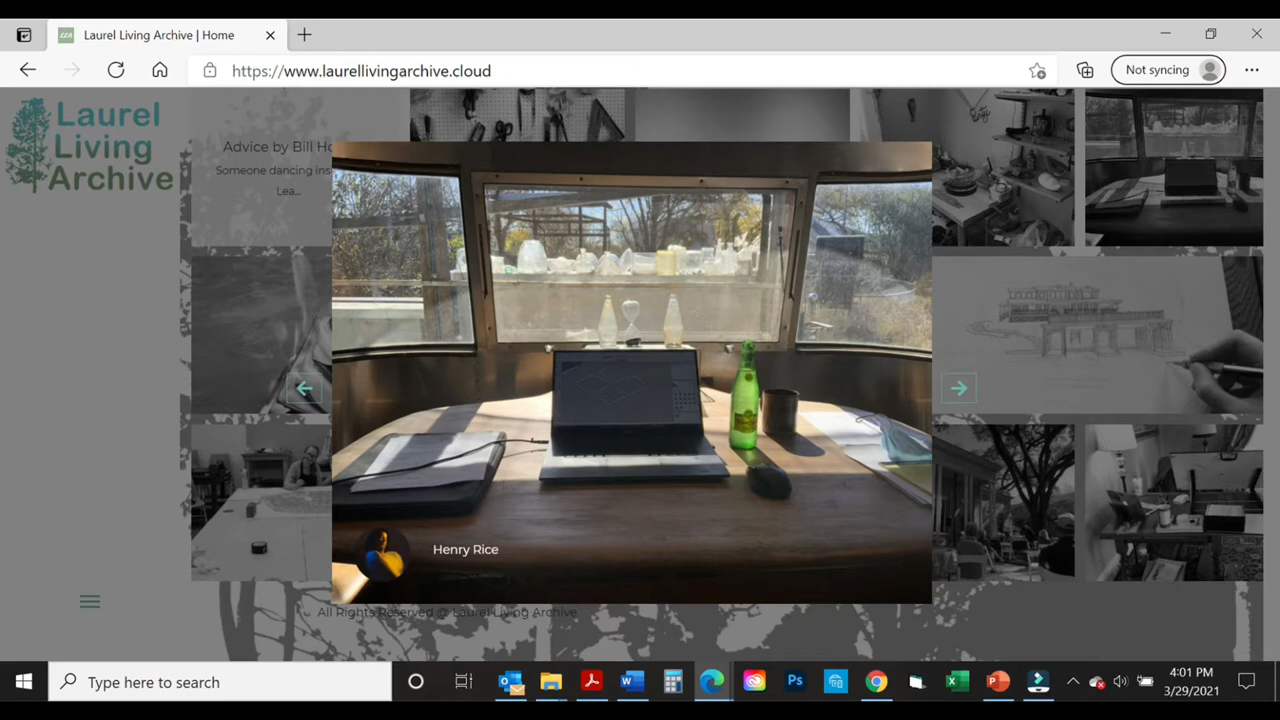 Laurel Living Archive | Home
https://www.laurellivingarchive.cloud
Not syncing
Laurel
Living
Archive
Advice by Bill Ho
Someone dancing ins
Lea...
Henry Rice
All Rights Reserved @ Laurel Living Archive
Type here to search
Ps
4:01 PM
3/29/2021